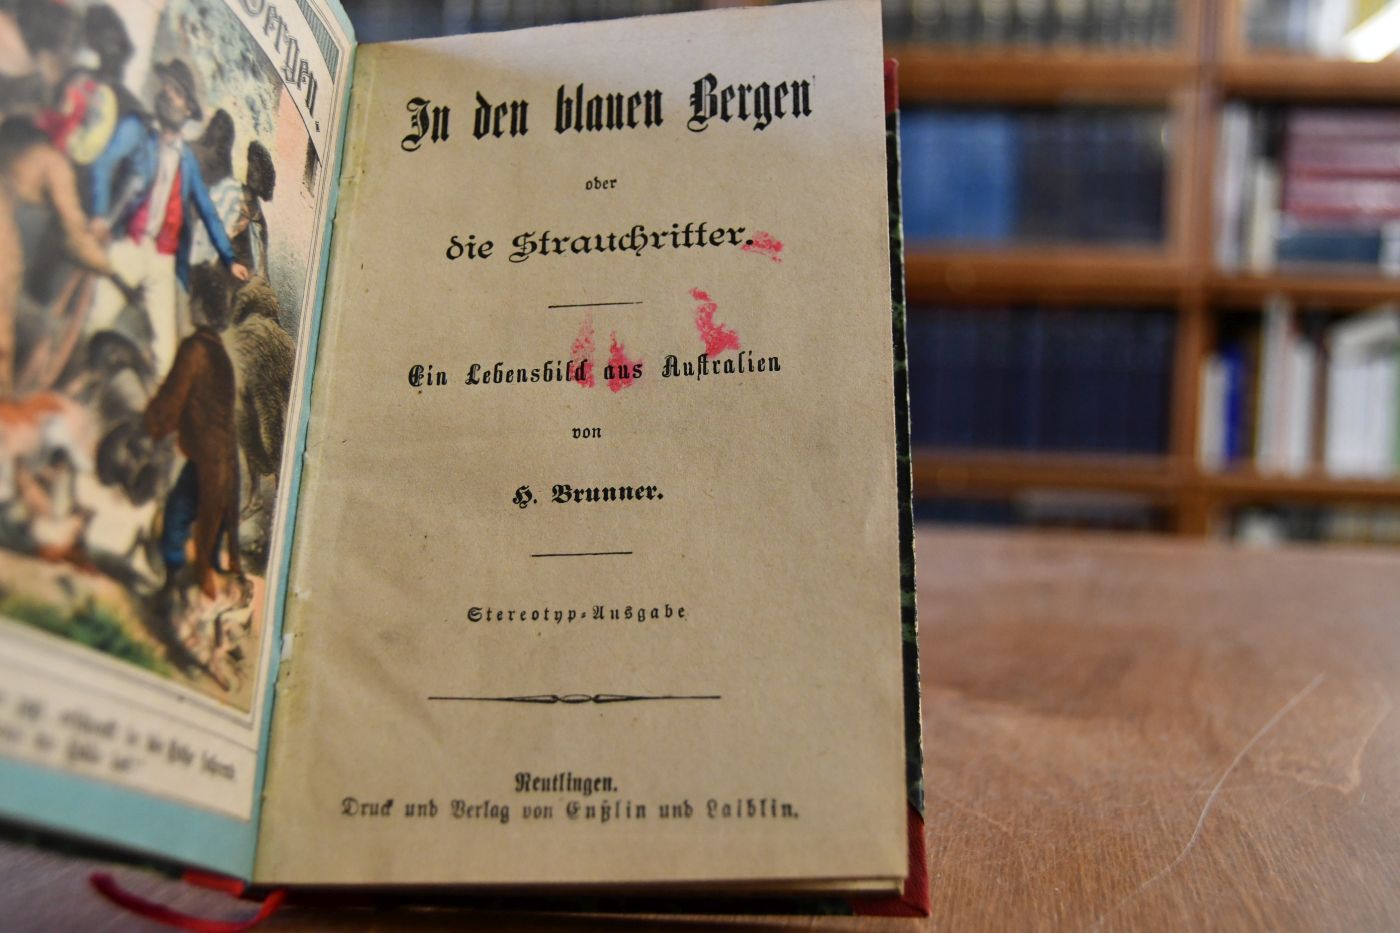 Bergen
In den blauen Bergen
oder
die Strauchritter.
Ein Lebensbild aus Australien
von
H. Brunner.
Stereotyp-Ausgabe
Reutlingen.
Druck und Verlag von Enßlin und Laiblin.